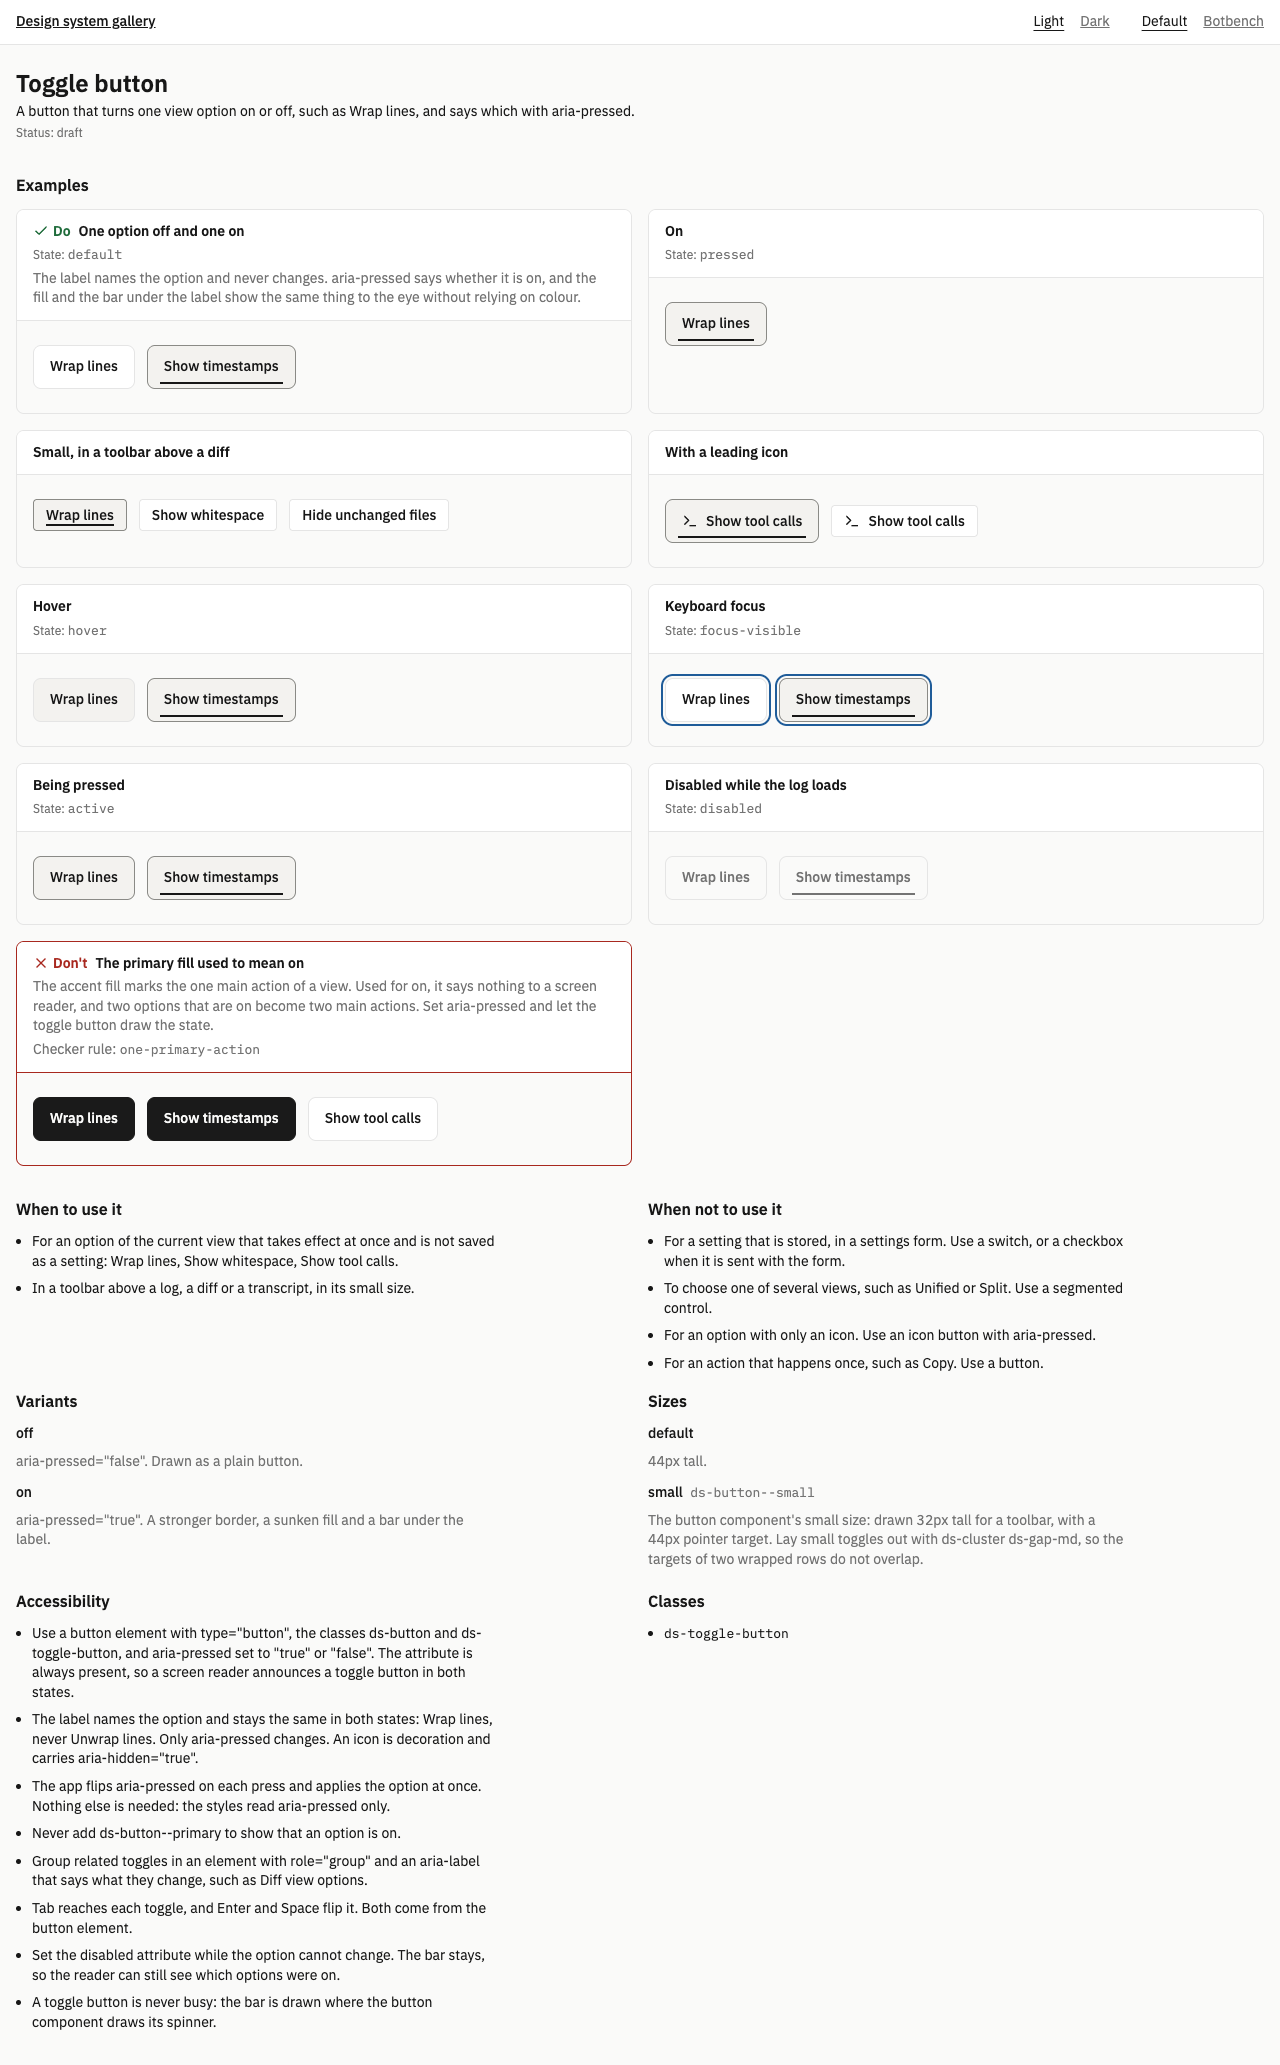 Design system gallery
Light Dark Default Botbench
Toggle button
A button that turns one view option on or off, such as Wrap lines, and says which with aria-pressed.
Status: draft
Examples
Do One option off and one on
State: default
The label names the option and never changes. aria-pressed says whether it is on, and the
fill and the bar under the label show the same thing to the eye without relying on colour.
Wrap lines Show timestamps
On
State: pressed
Wrap lines
Small, in a toolbar above a diff
Wrap lines Show whitespace Hide unchanged files
With a leading icon
Show tool calls Show tool calls
Hover
State: hover
Wrap lines Show timestamps
Keyboard focus
State: focus-visible
Wrap lines Show timestamps
Being pressed
State: active
Wrap lines Show timestamps
Disabled while the log loads
State: disabled
Wrap lines Show timestamps
Don't The primary fill used to mean on
The accent fill marks the one main action of a view. Used for on, it says nothing to a screen
reader, and two options that are on become two main actions. Set aria-pressed and let the
toggle button draw the state.
Checker rule: one-primary-action
Wrap lines Show timestamps Show tool calls
When to use it
For an option of the current view that takes effect at once and is not saved
as a setting: Wrap lines, Show whitespace, Show tool calls.
In a toolbar above a log, a diff or a transcript, in its small size.
When not to use it
For a setting that is stored, in a settings form. Use a switch, or a checkbox
when it is sent with the form.
To choose one of several views, such as Unified or Split. Use a segmented
control.
For an option with only an icon. Use an icon button with aria-pressed.
For an action that happens once, such as Copy. Use a button.
Variants
off
aria-pressed="false". Drawn as a plain button.
on
aria-pressed="true". A stronger border, a sunken fill and a bar under the
label.
Sizes
default
44px tall.
small ds-button--small
The button component's small size: drawn 32px tall for a toolbar, with a
44px pointer target. Lay small toggles out with ds-cluster ds-gap-md, so the
targets of two wrapped rows do not overlap.
Accessibility
Use a button element with type="button", the classes ds-button and ds-
toggle-button, and aria-pressed set to "true" or "false". The attribute is
always present, so a screen reader announces a toggle button in both
states.
The label names the option and stays the same in both states: Wrap lines,
never Unwrap lines. Only aria-pressed changes. An icon is decoration and
carries aria-hidden="true".
The app flips aria-pressed on each press and applies the option at once.
Nothing else is needed: the styles read aria-pressed only.
Never add ds-button--primary to show that an option is on.
Group related toggles in an element with role="group" and an aria-label
that says what they change, such as Diff view options.
Tab reaches each toggle, and Enter and Space flip it. Both come from the
button element.
Set the disabled attribute while the option cannot change. The bar stays,
so the reader can still see which options were on.
A toggle button is never busy: the bar is drawn where the button
component draws its spinner.
Classes
ds-toggle-button